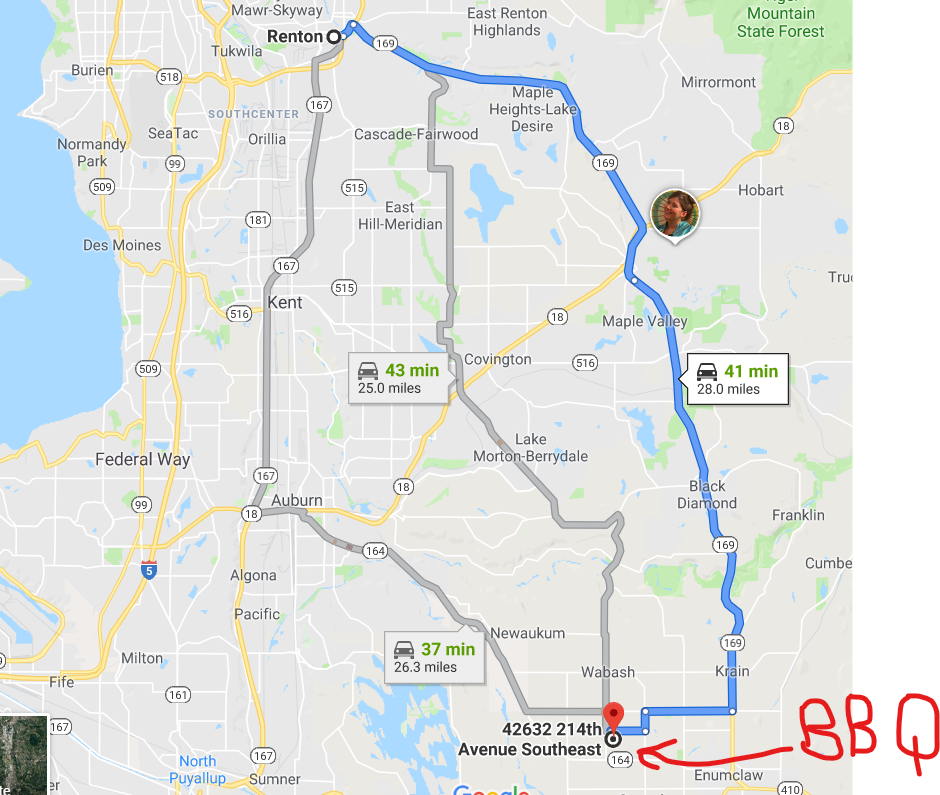 Mawr-Skyway
East Renton
Highlands
Tiger
Mountain
State Forest
Renton
169
Tukwila
Burien
518
Mirrormont
167
Maple
Heights-Lake
Desire
SOUTHCENTER
18
SeaTac
Orillia
Cascade-Fairwood
Normandy
Park
99
169
509
515
Hobart
East
Hill-Meridian
181
Des Moines
167
515
Kent
516
18
Maple Valley
Covington
516
509
43 min
25.0 miles
41 min
28.0 miles
Lake
Morton-Berrydale
Federal Way
167
18
Black
Diamond
99
Auburn
18
Franklin
164
169
5
Cumbe
Algona
Pacific
Newaukum
169
37 min
26.3 miles
Milton
Wabash
Krain
Fife
161
BBQ
167
42632 214th
Avenue Southeast
164
167
North
Puyallup
Sumner
Enumclaw
410
Google